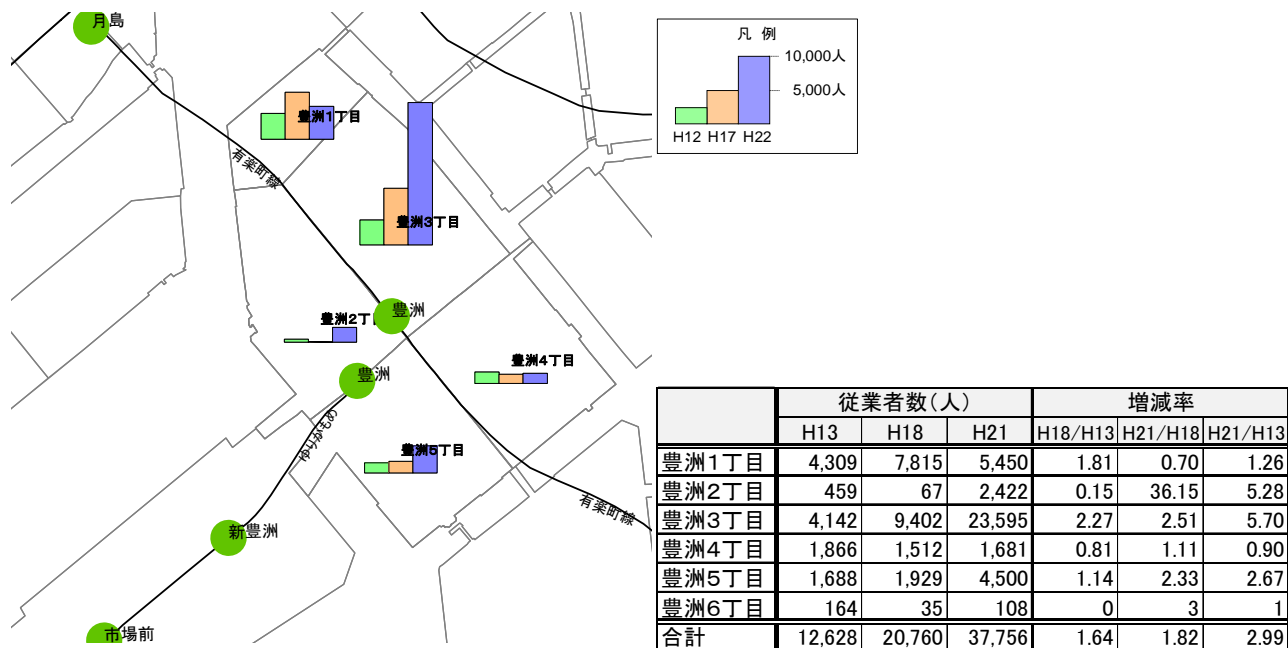 月島
豊洲1丁目
有楽町線
豊洲3丁目
豊洲2丁目
豊洲
豊洲4丁目
豊洲
ゆりかもめ
豊洲5丁目
有楽町線
新豊洲
市場前
凡 例
10,000人
5,000人
H12 H17 H22
従業者数(人) 増減率
H13 H18 H21 H18/H13 H21/H18 H21/H13
豊洲1丁目 4,309 7,815 5,450 1.81 0.70 1.26
豊洲2丁目 459 67 2,422 0.15 36.15 5.28
豊洲3丁目 4,142 9,402 23,595 2.27 2.51 5.70
豊洲4丁目 1,866 1,512 1,681 0.81 1.11 0.90
豊洲5丁目 1,688 1,929 4,500 1.14 2.33 2.67
豊洲6丁目 164 35 108 0 3 1
合計 12,628 20,760 37,756 1.64 1.82 2.99